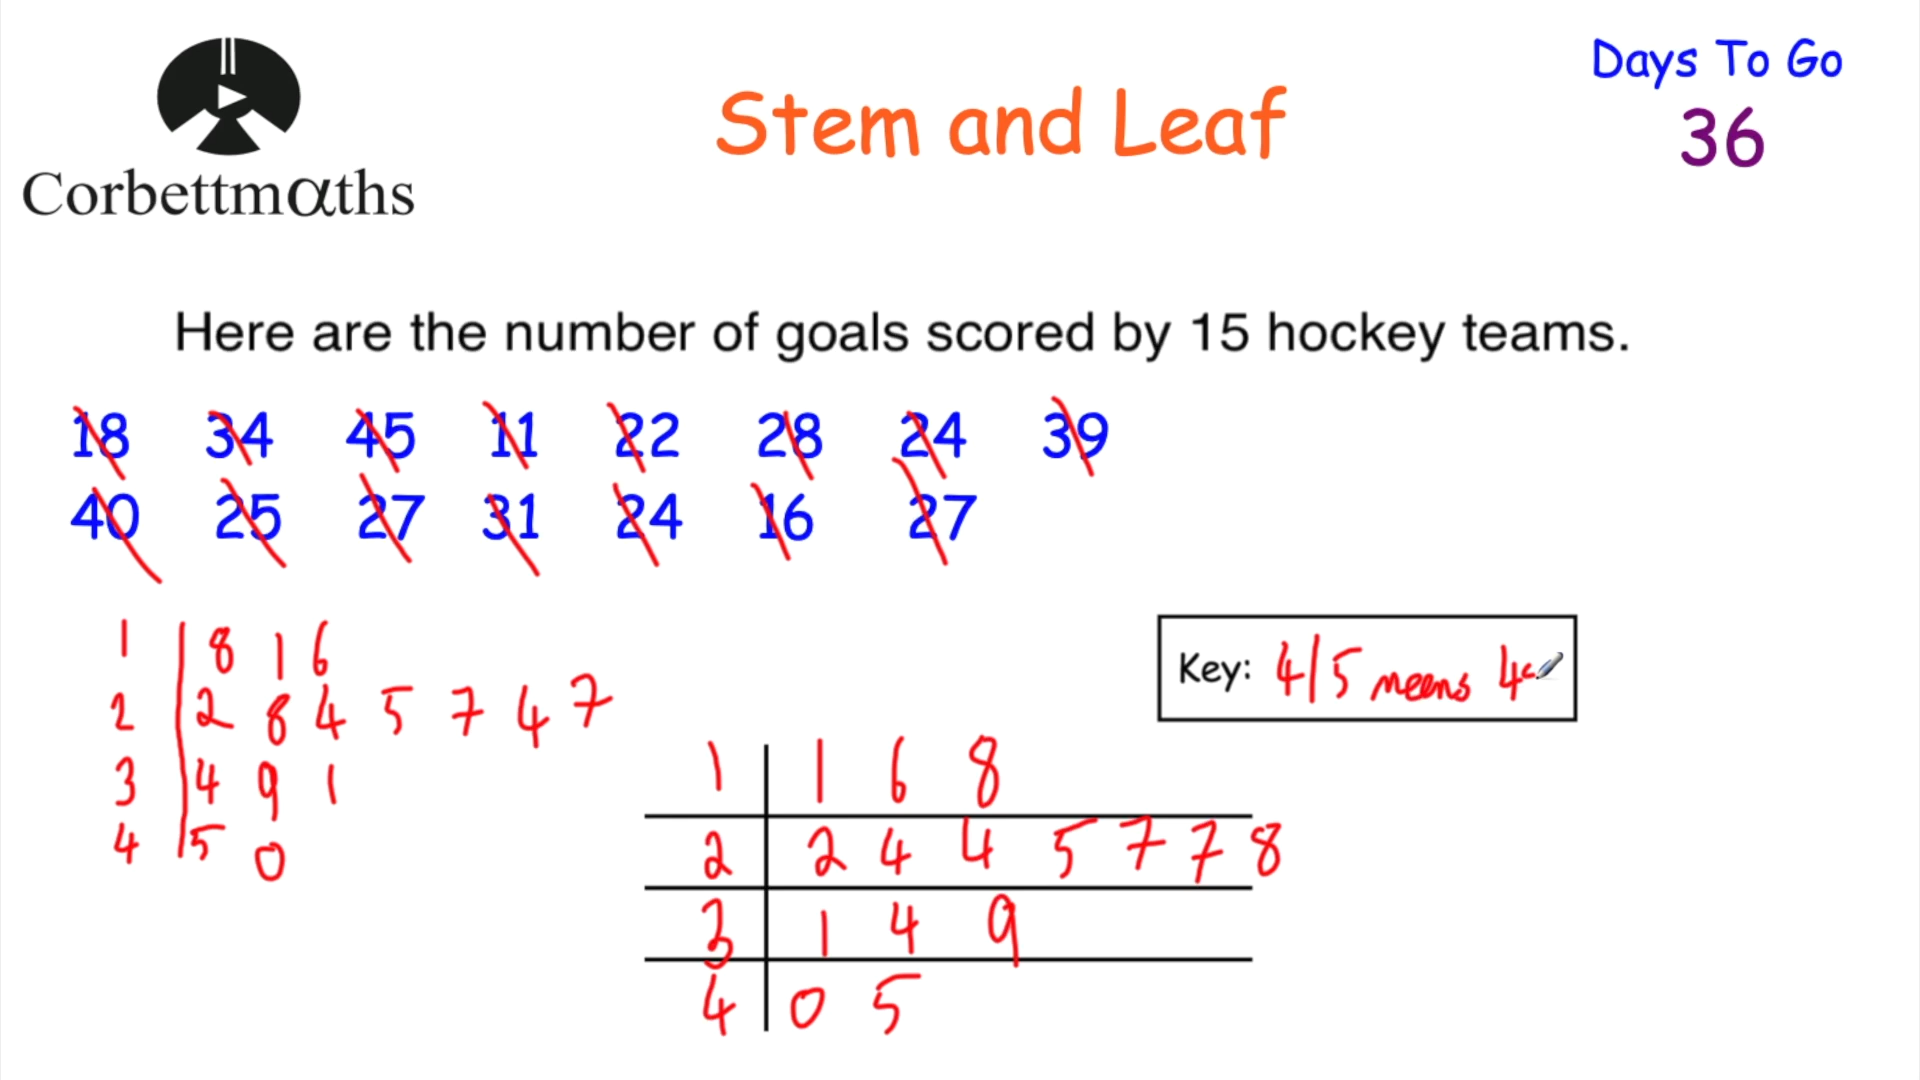 Days To Go
36
Stem and Leaf
Corbettmαths
Here are the number of goals scored by 15 hockey teams.
18 34 45 11 22 28 24 39
40 25 27 31 24 16 27
1 | 8 1 6
2 | 2 8 4 5 7 4 7
3 | 4 9 1
4 | 5 0
Key: 4|5 means
1 | 1 6 8
2 | 2 4 4 5 7 7 8
3 | 1 4 9
4 | 0 5